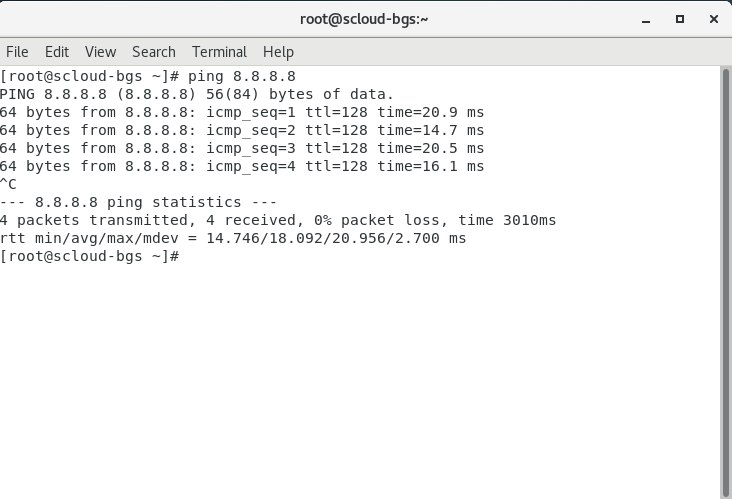 root@scloud-bgs:~
File Edit View Search Terminal Help
[root@scloud-bgs ~]# ping 8.8.8.8
PING 8.8.8.8 (8.8.8.8) 56(84) bytes of data.
64 bytes from 8.8.8.8: icmp_seq=1 ttl=128 time=20.9 ms
64 bytes from 8.8.8.8: icmp_seq=2 ttl=128 time=14.7 ms
64 bytes from 8.8.8.8: icmp_seq=3 ttl=128 time=20.5 ms
64 bytes from 8.8.8.8: icmp_seq=4 ttl=128 time=16.1 ms
^C
--- 8.8.8.8 ping statistics ---
4 packets transmitted, 4 received, 0% packet loss, time 3010ms
rtt min/avg/max/mdev = 14.746/18.092/20.956/2.700 ms
[root@scloud-bgs ~]#